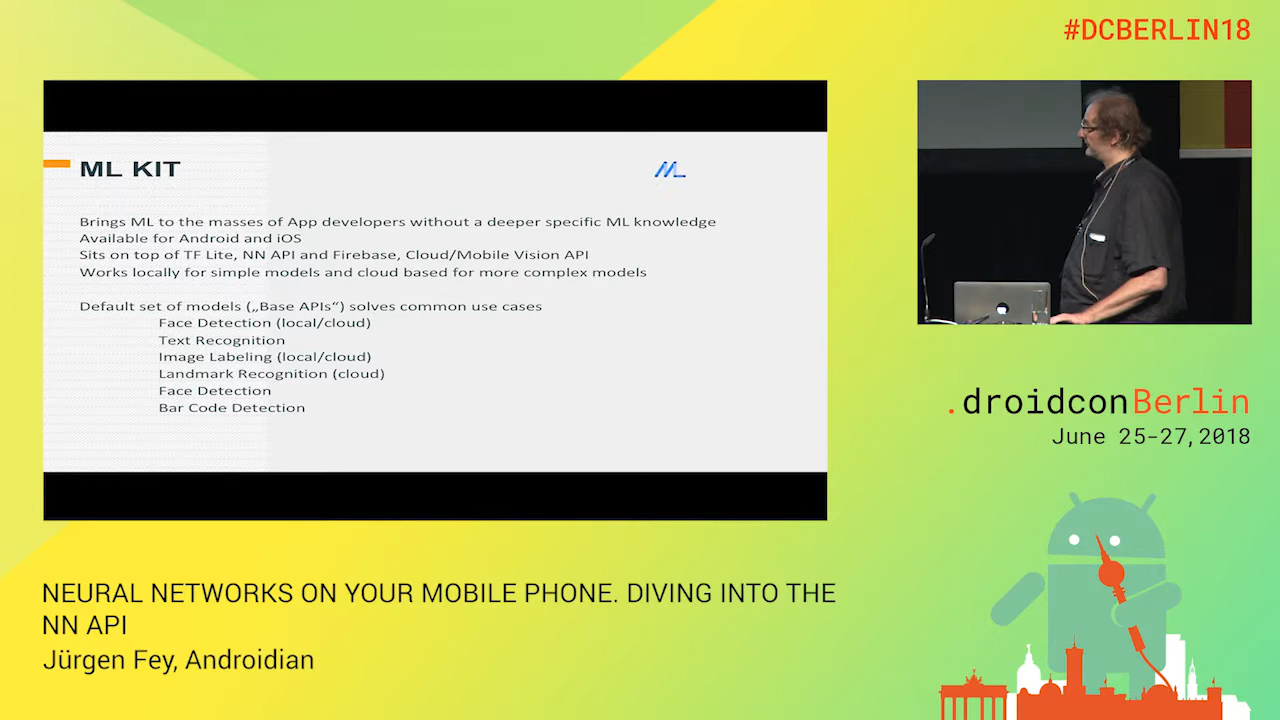 #DCBERLIN18
ML KIT
ML
Brings ML to the masses of App developers without a deeper specific ML knowledge
Available for Android and iOS
Sits on top of TF Lite, NN API and Firebase, Cloud/Mobile Vision API
Works locally for simple models and cloud based for more complex models
Default set of models („Base APIs“) solves common use cases
Face Detection (local/cloud)
Text Recognition
Image Labeling (local/cloud)
Landmark Recognition (cloud)
Face Detection
Bar Code Detection
.droidconBerlin
June 25-27,2018
NEURAL NETWORKS ON YOUR MOBILE PHONE. DIVING INTO THE
NN API
Jürgen Fey, Androidian